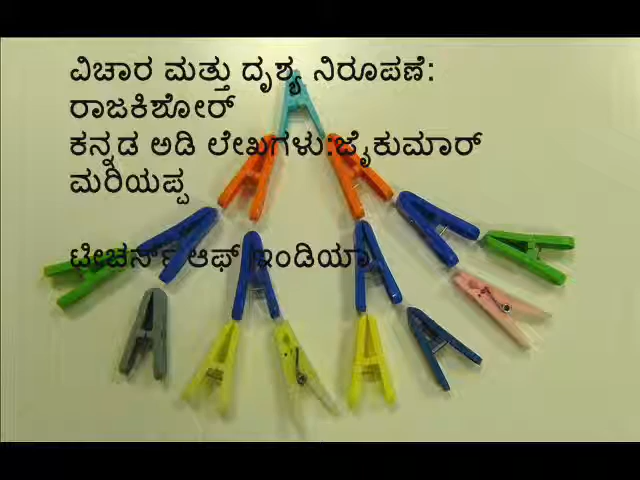 ವಿಚಾರ ಮತ್ತು ದೃಶ್ಯ ನಿರೂಪಣೆ:
ರಾಜಕಿಶೋರ್
ಕನ್ನಡ ಅಡಿ ಲೇಖಗಳು:ಜೈಕುಮಾರ್
ಮರಿಯಪ್ಪ
ಟೀಚರ್ಸ್ ಆಫ್ ಇಂಡಿಯಾ